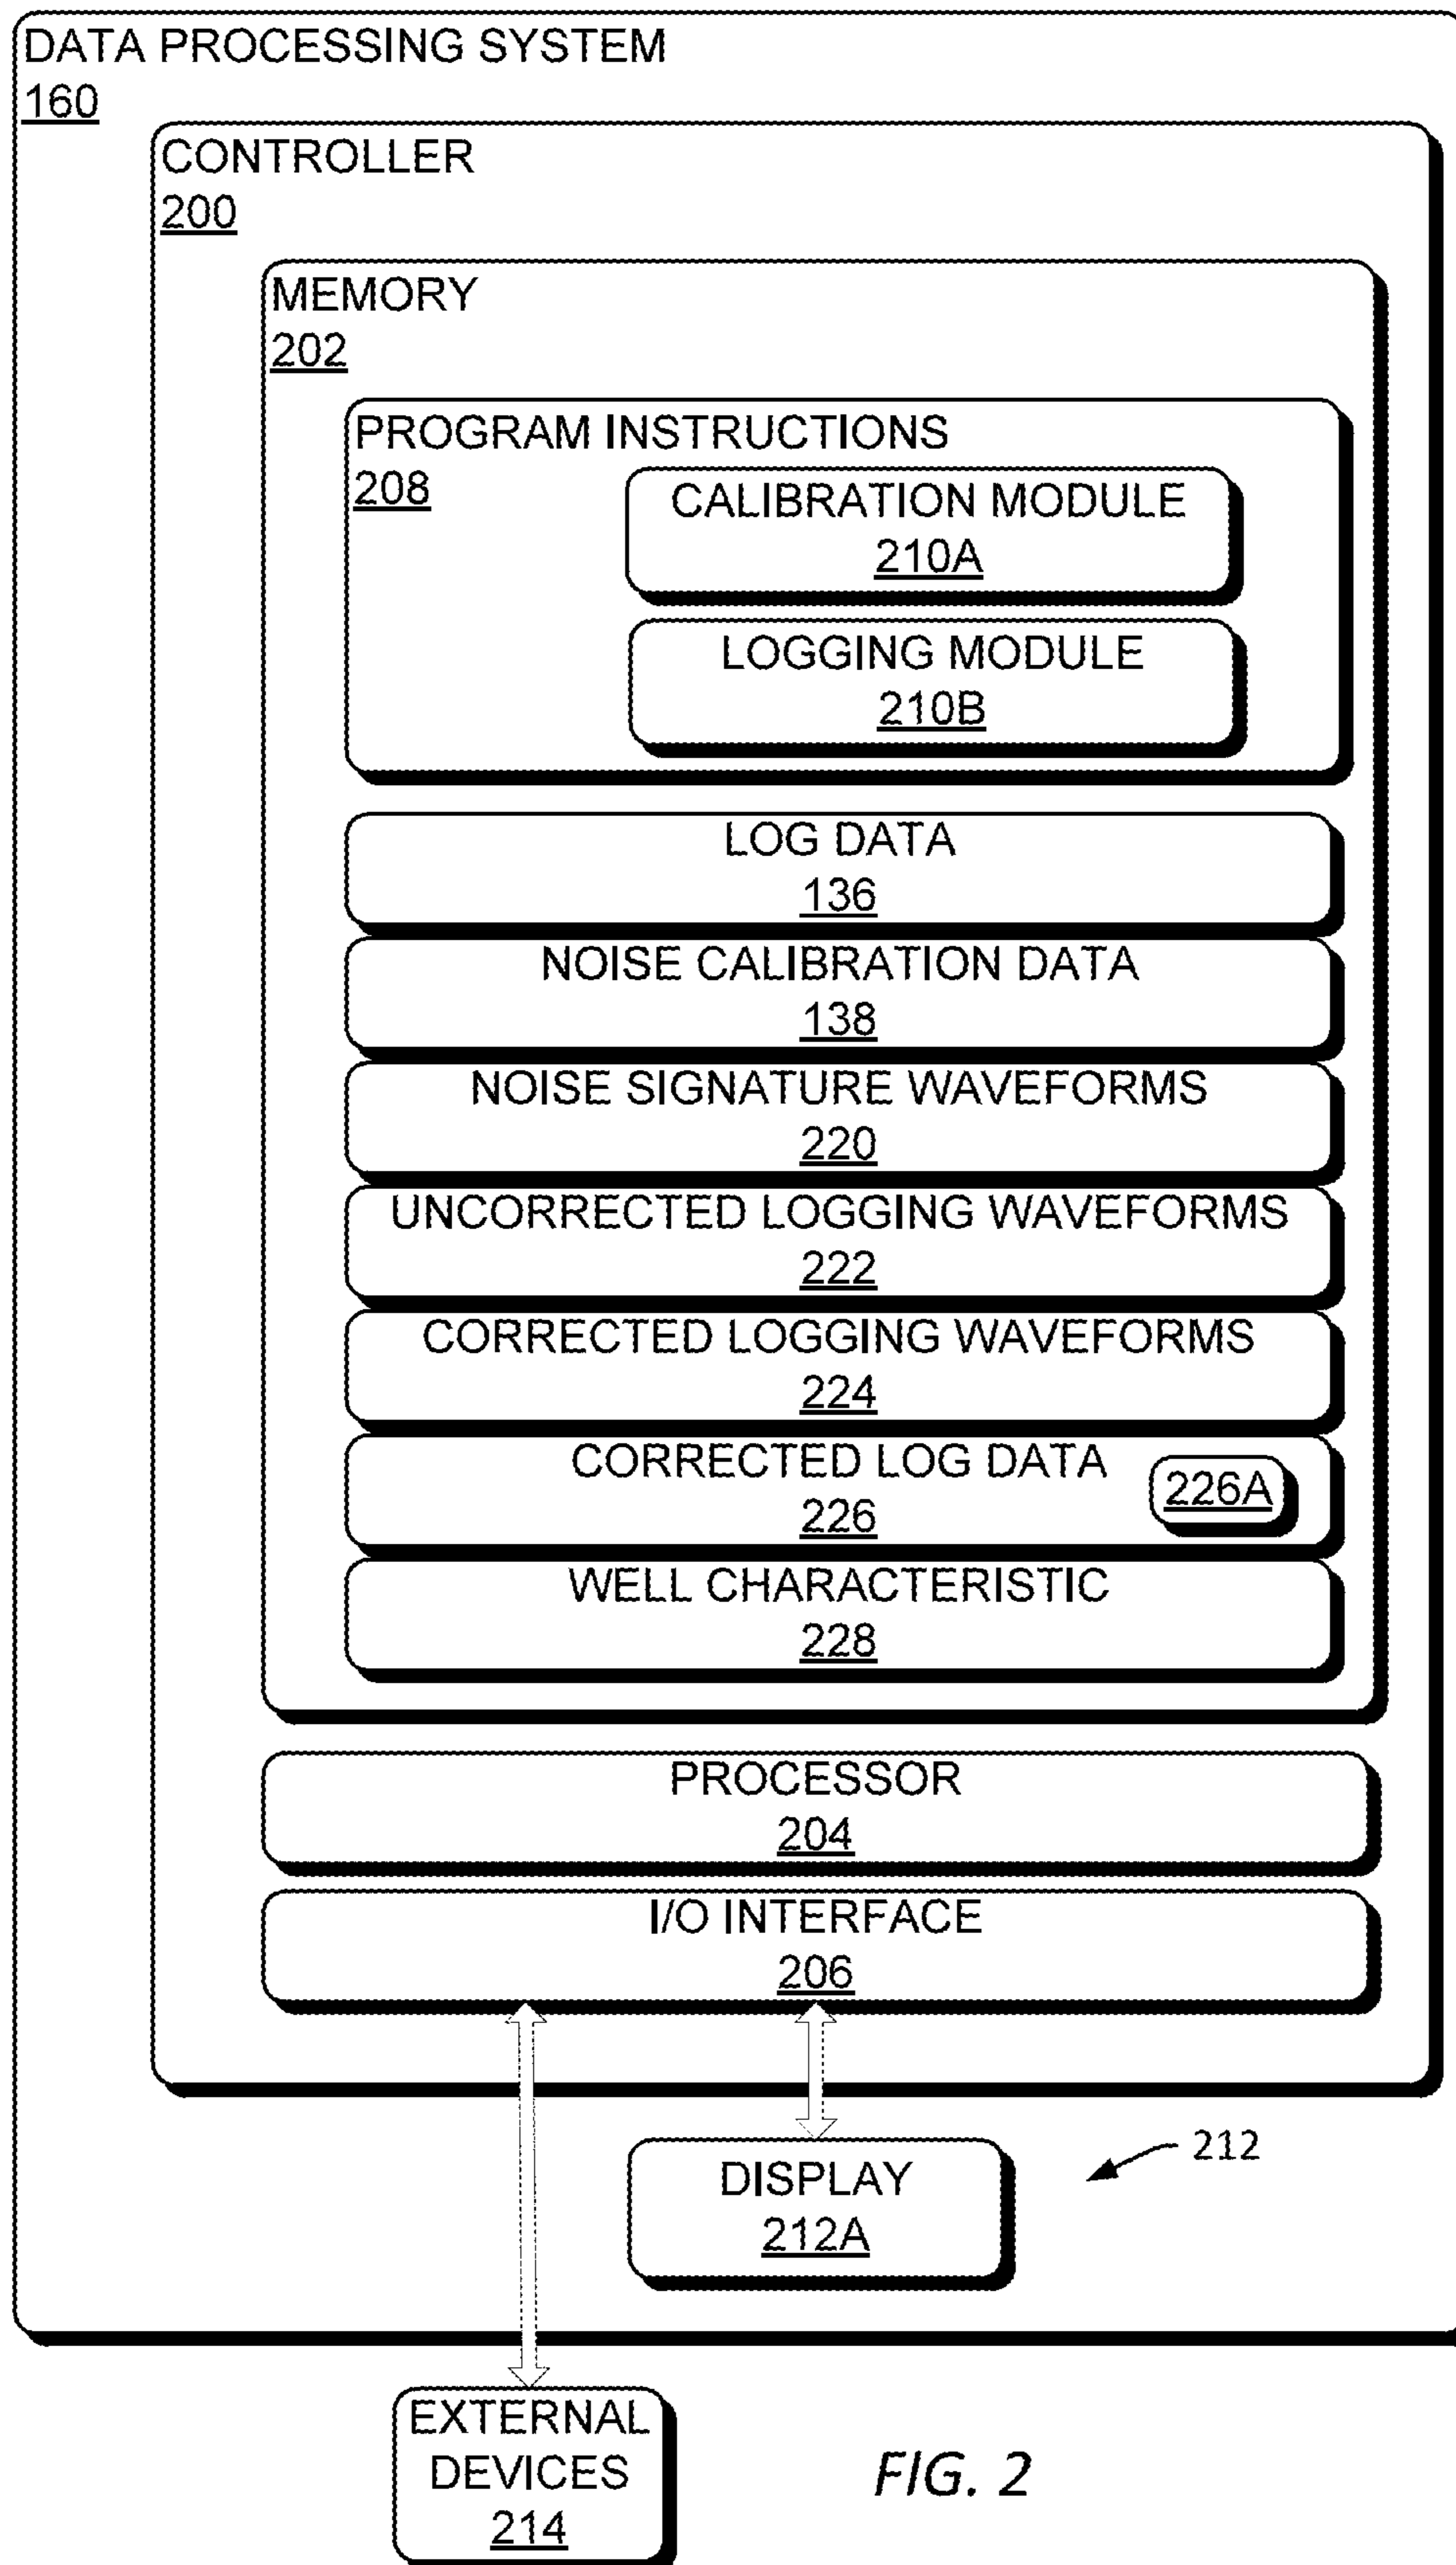 DATA PROCESSING SYSTEM
160
CONTROLLER
200
MEMORY
202
PROGRAM INSTRUCTIONS
208
CALIBRATION MODULE
210A
LOGGING MODULE
210B
LOG DATA
136
NOISE CALIBRATION DATA
138
NOISE SIGNATURE WAVEFORMS
220
UNCORRECTED LOGGING WAVEFORMS
222
CORRECTED LOGGING WAVEFORMS
224
CORRECTED LOG DATA
226
226A
WELL CHARACTERISTIC
228
PROCESSOR
204
I/O INTERFACE
206
212
DISPLAY
212A
EXTERNAL
DEVICES
214
FIG. 2